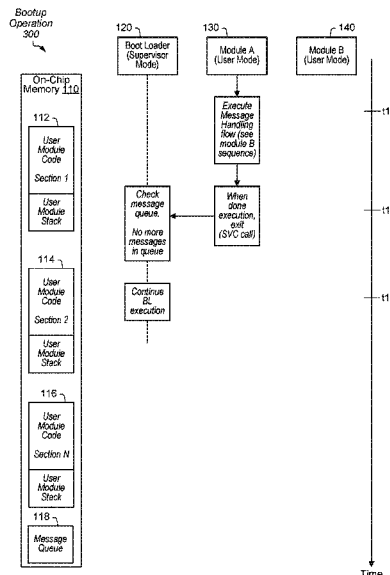 Bootup
Operation
300
120
Boot Loader
(Supervisor
Mode)
130
Module A
(User Mode)
140
Module B
(User Mode)
On-Chip
Memory 110
112
User
Module
Code
Section 1
User
Module
Stack
114
User
Module
Code
Section 2
User
Module
Stack
116
User
Module
Code
Section N
User
Module
Stack
118
Message
Queue
Execute
Message
Handling
flow (see
module B
sequence)
Check
message
queue.
No more
messages
in queue
When
done
execution,
exit
(SVC call)
Continue
BL
execution
t1
t1
t1
Time